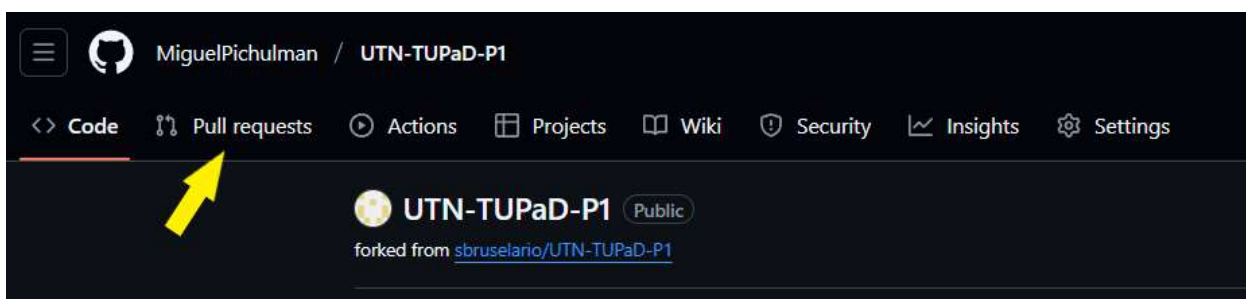 MiguelPichulman / UTN-TUPaD-P1
<> Code Pull requests Actions Projects Wiki Security Insights Settings
UTN-TUPaD-P1 Public
forked from sbruselario/UTN-TUPaD-P1